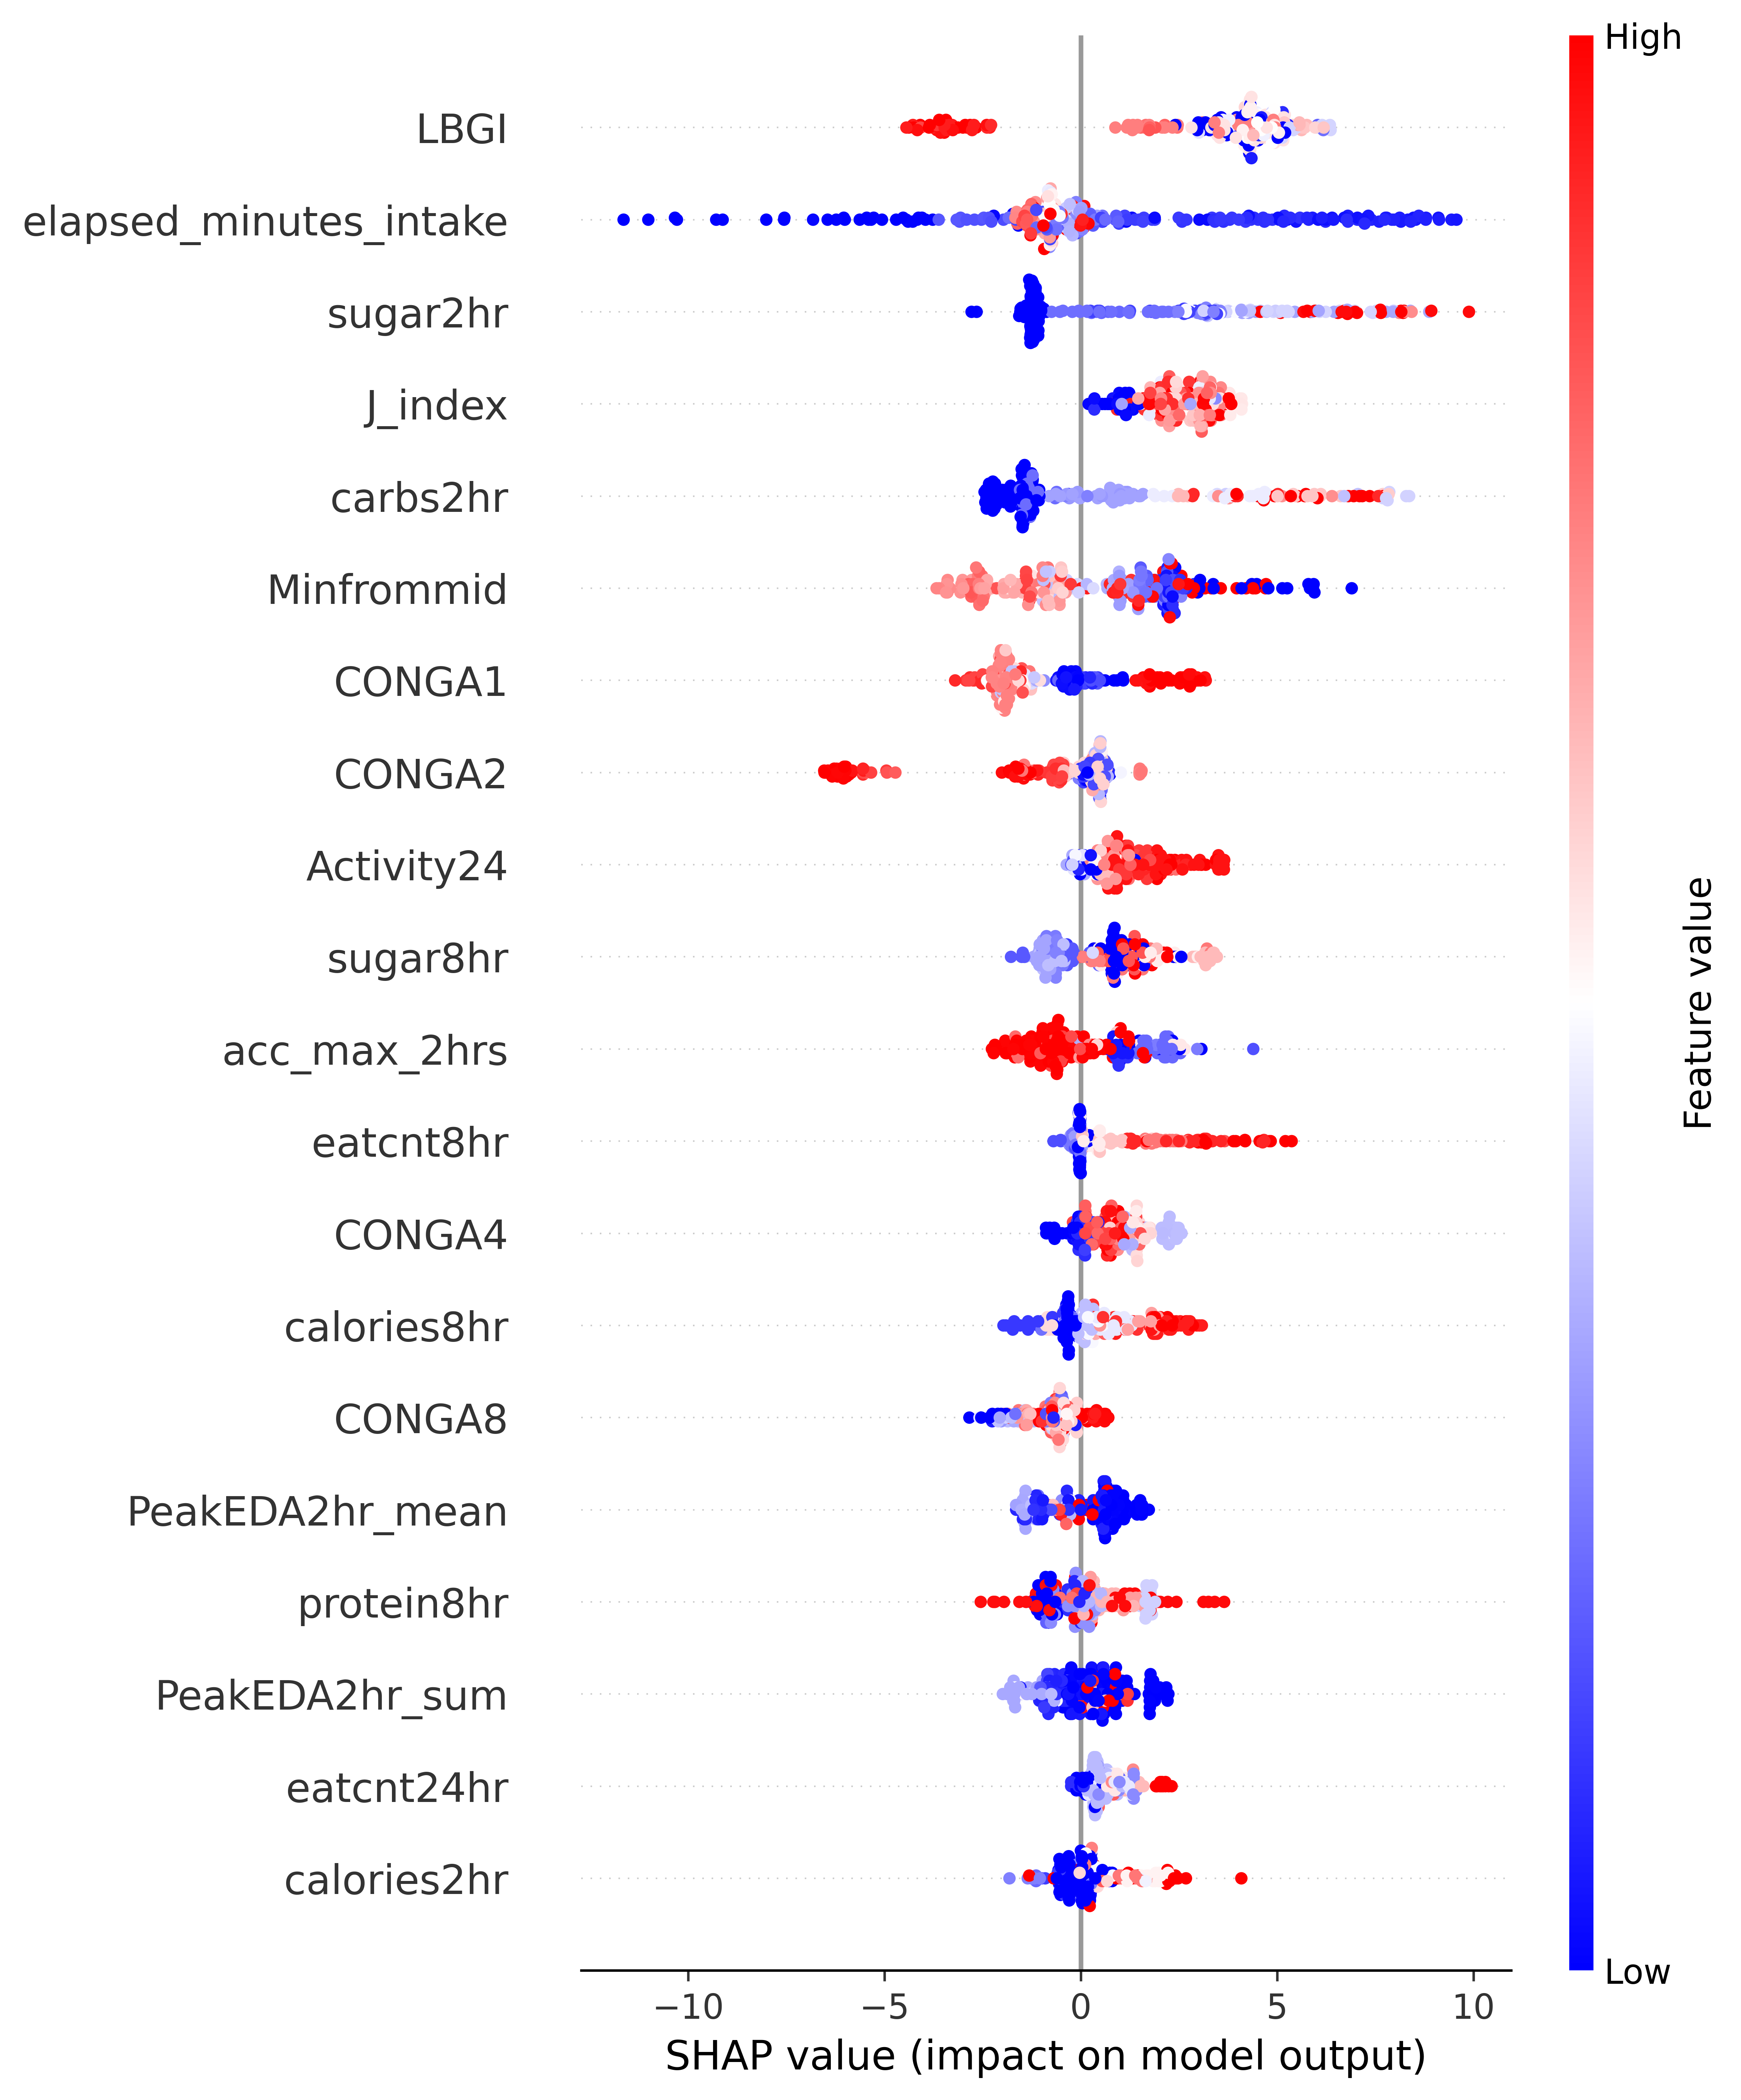 High
LBGI
elapsed_minutes_intake
sugar2hr
J_index
carbs2hr
Minfrommid
CONGA1
CONGA2
Activity24
sugar8hr
acc_max_2hrs
eatcnt8hr
CONGA4
calories8hr
CONGA8
PeakEDA2hr_mean
protein8hr
PeakEDA2hr_sum
eatcnt24hr
calories2hr
Feature value
Low
−10 −5 0 5 10
SHAP value (impact on model output)